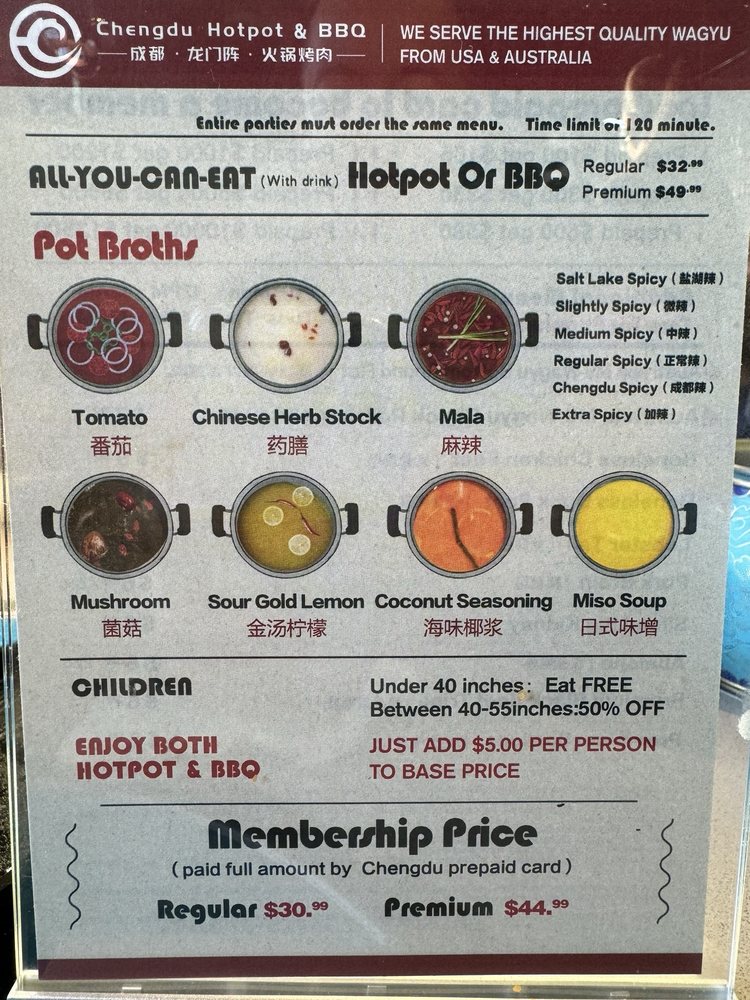 Chengdu Hotpot & BBQ
成都 · 龙门阵 · 火锅烤肉
WE SERVE THE HIGHEST QUALITY WAGYU
FROM USA & AUSTRALIA
Entire parties must order the same menu. Time limit of 120 minute.
ALL-YOU-CAN-EAT (With drink) Hotpot Or BBQ
Regular $32.99
Premium $49.99
Pot Broths
Tomato
番茄
Chinese Herb Stock
药膳
Mala
麻辣
Salt Lake Spicy (盐湖辣)
Slightly Spicy (微辣)
Medium Spicy (中辣)
Regular Spicy (正常辣)
Chengdu Spicy (成都辣)
Extra Spicy (加辣)
Mushroom
菌菇
Sour Gold Lemon
金汤柠檬
Coconut Seasoning
海味椰浆
Miso Soup
日式味增
CHILDREN
Under 40 inches: Eat FREE
Between 40-55inches:50% OFF
ENJOY BOTH
HOTPOT & BBQ
JUST ADD $5.00 PER PERSON
TO BASE PRICE
Membership Price
(paid full amount by Chengdu prepaid card)
Regular $30.99 Premium $44.99